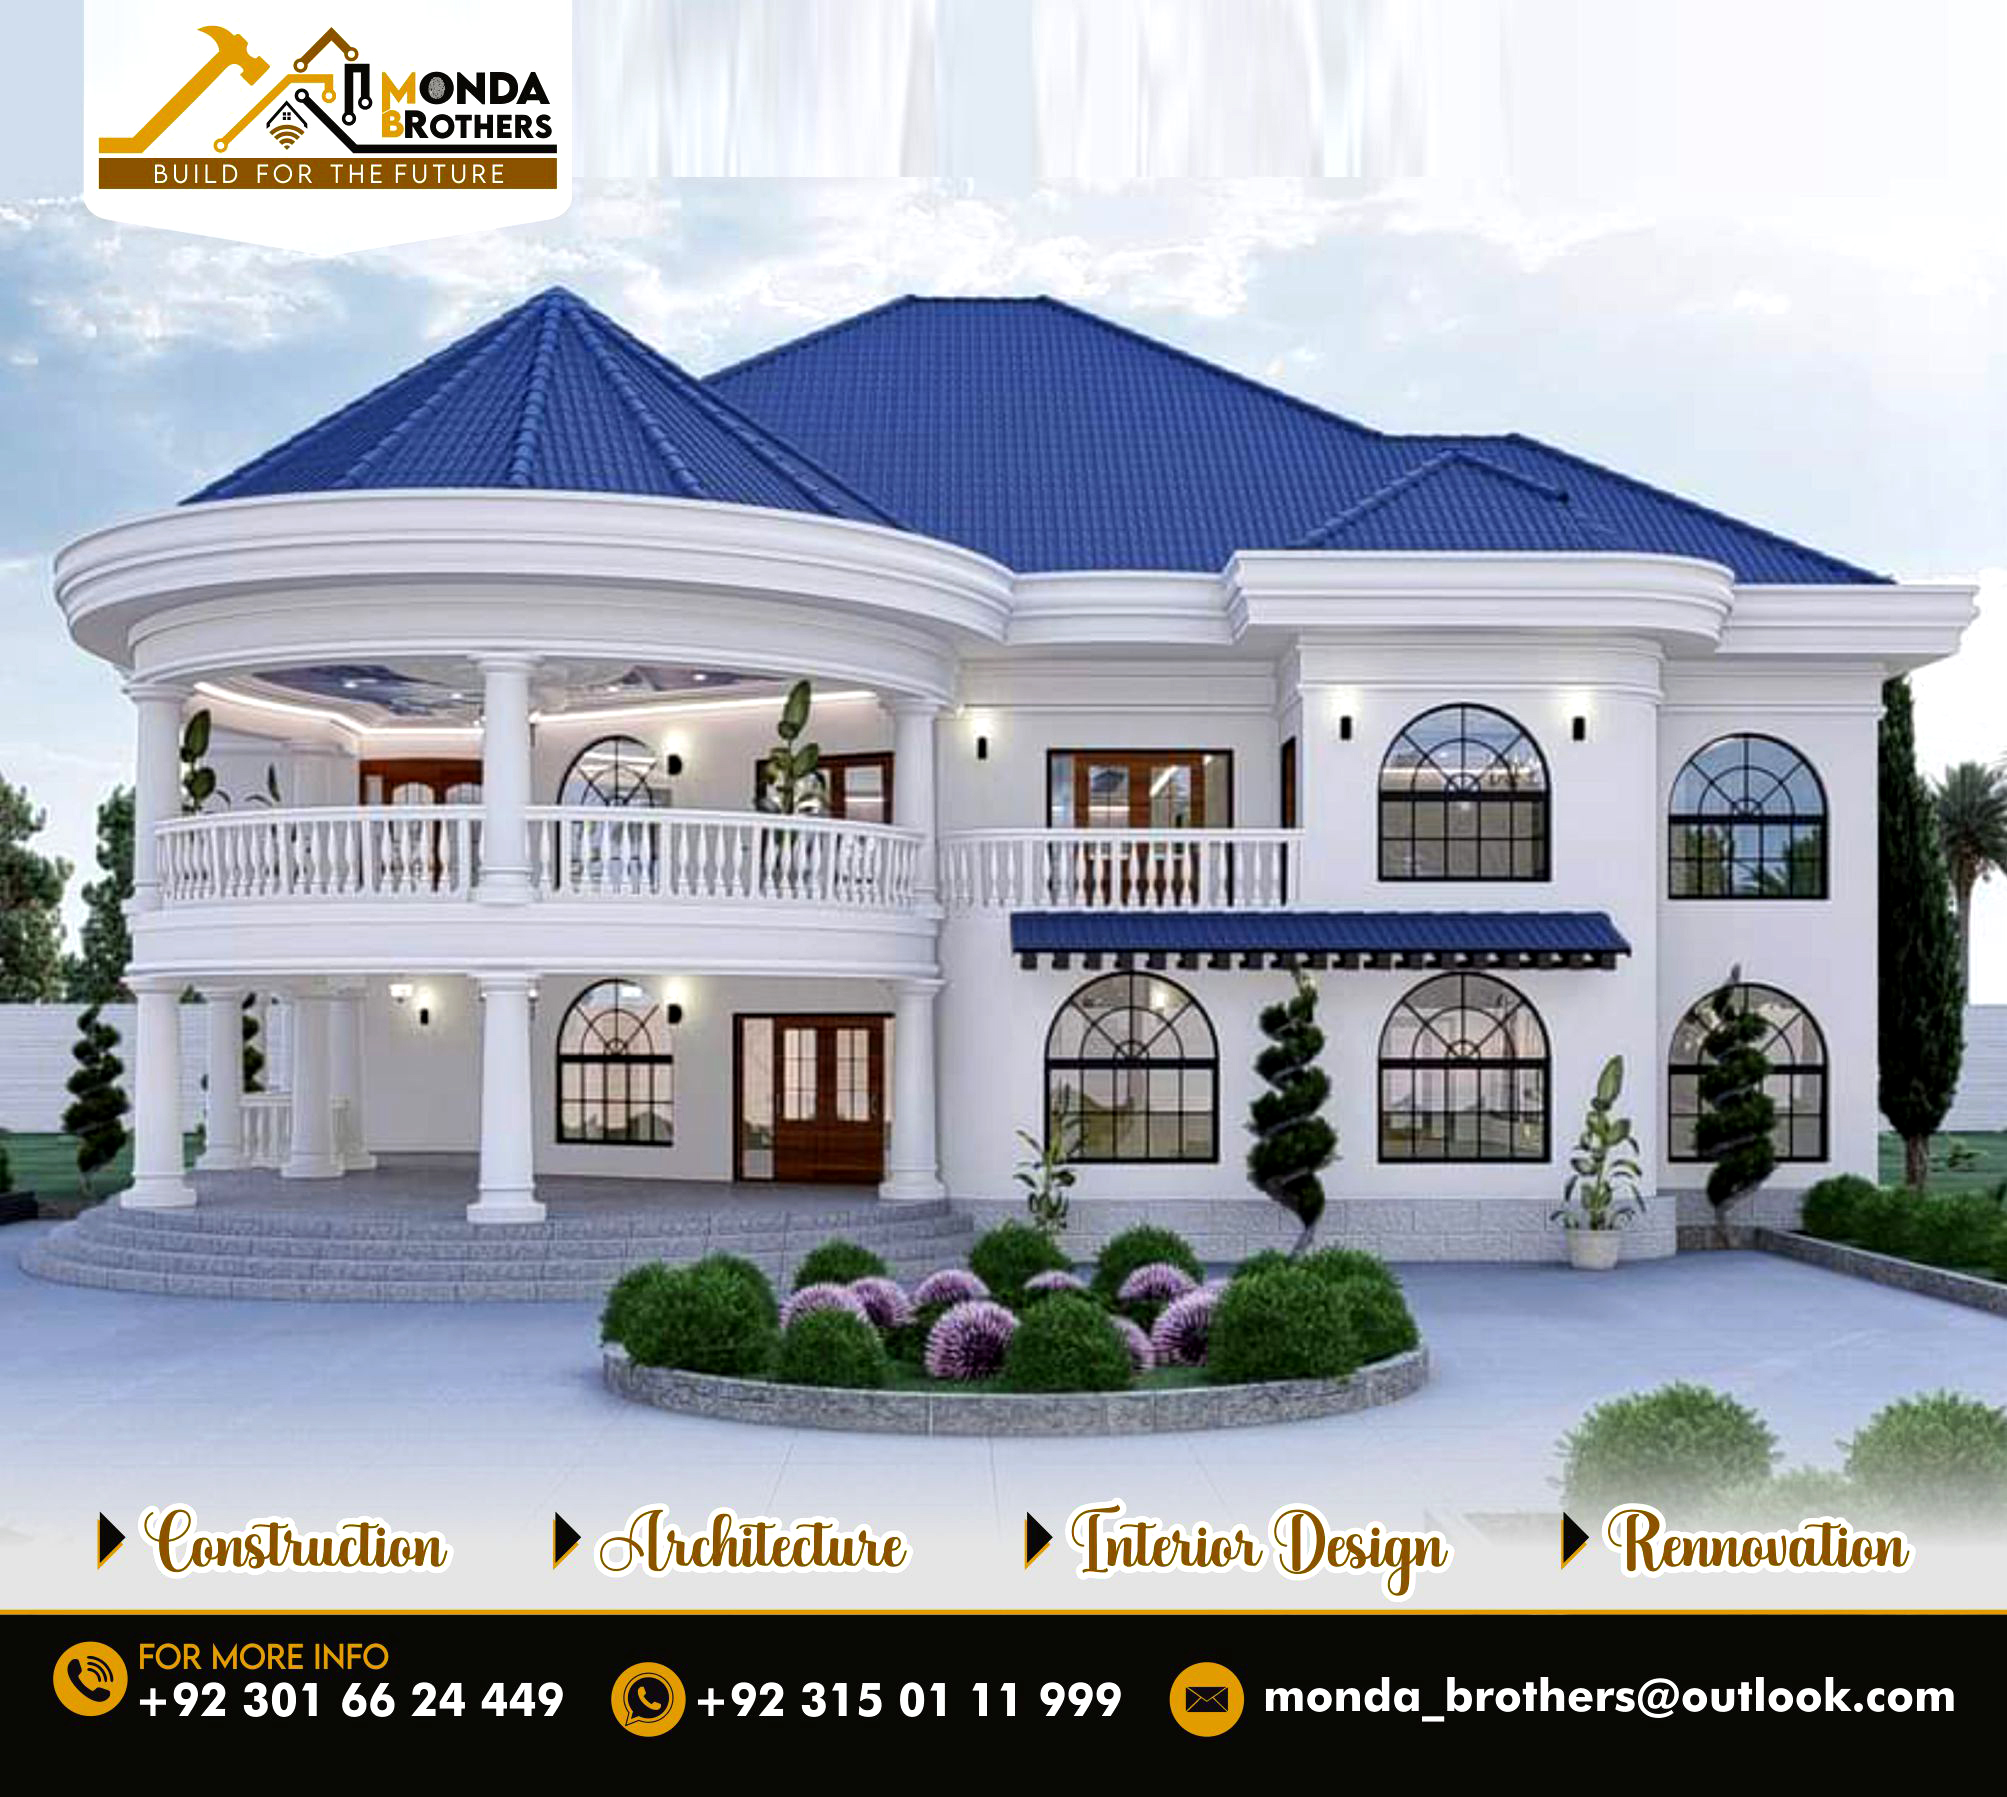 MONDA
BROTHERS
BUILD FOR THE FUTURE
Construction
Architecture
Interior Design
Rennovation
FOR MORE INFO
+92 301 66 24 449
+92 315 01 11 999
monda_brothers@outlook.com